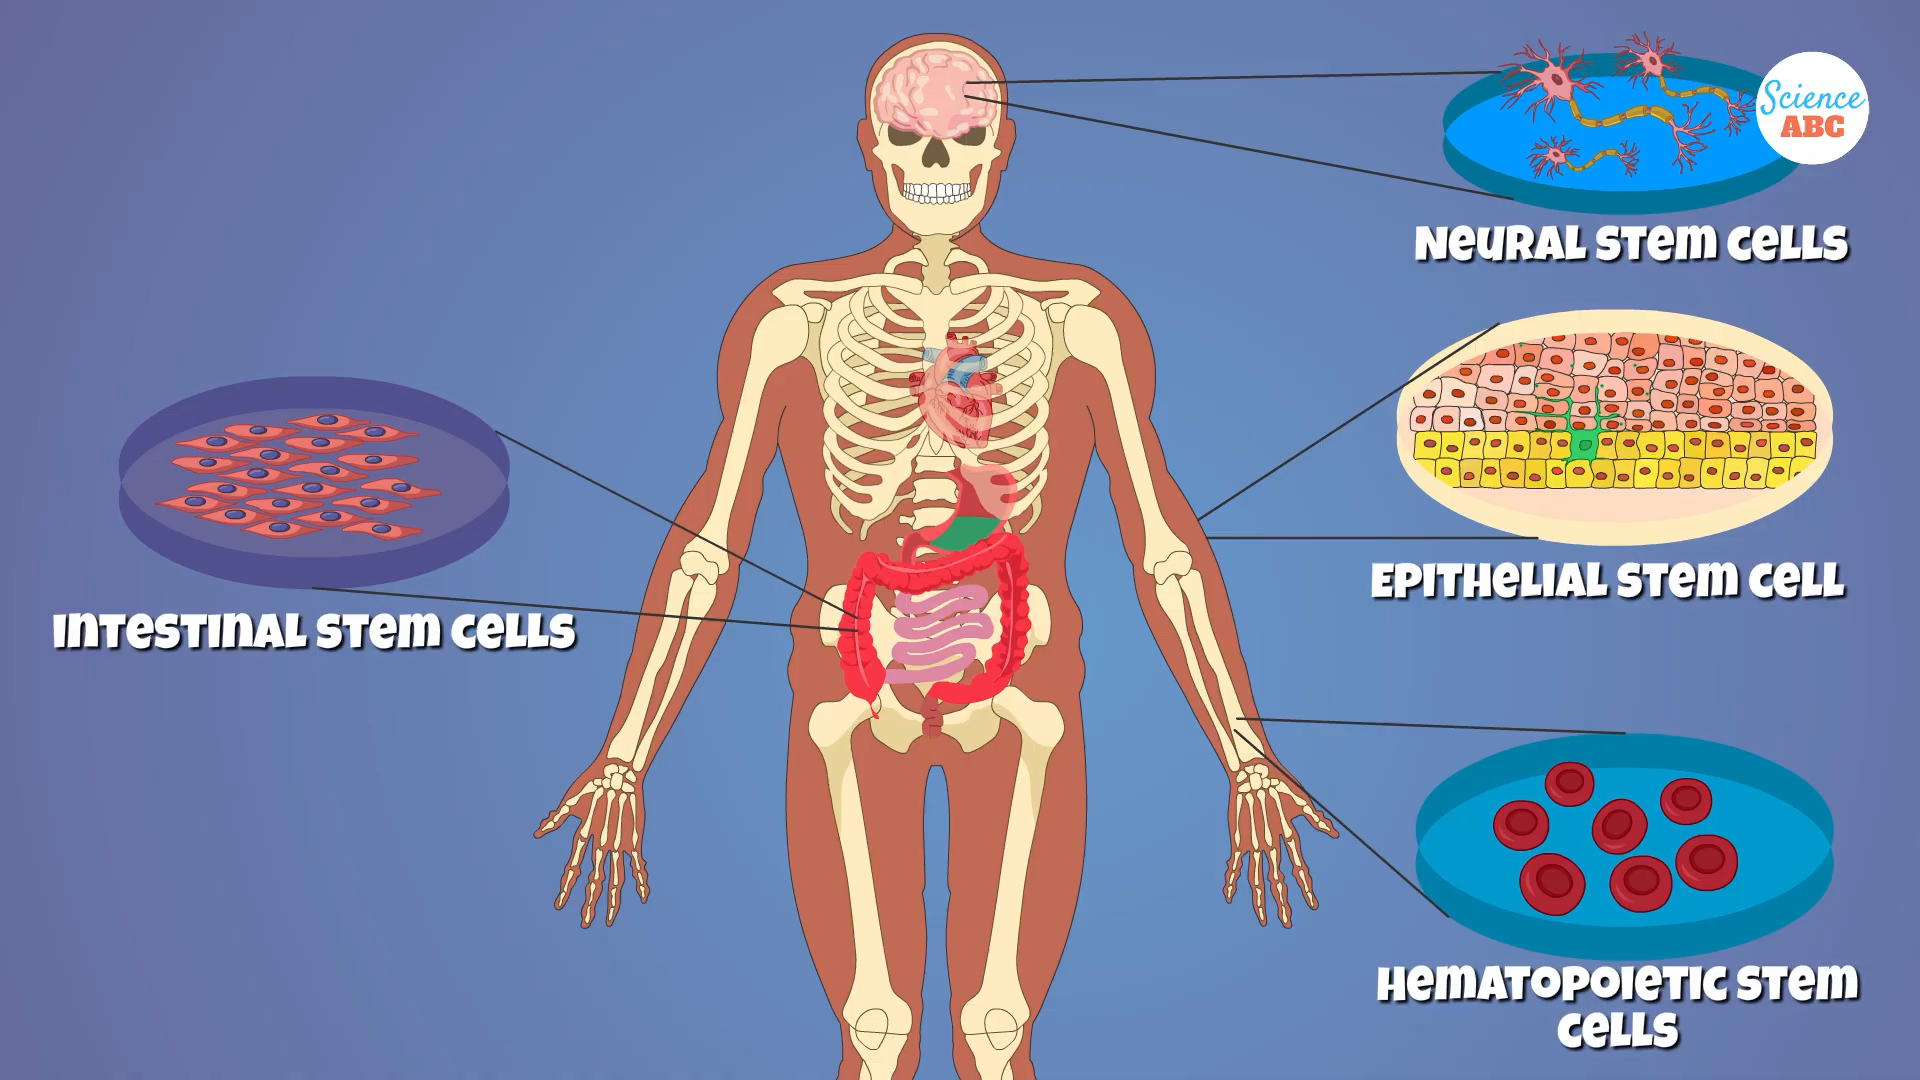 Science
ABC
Neural Stem Cells
Epithelial Stem Cell
Intestinal Stem Cells
Hematopoietic Stem
Cells